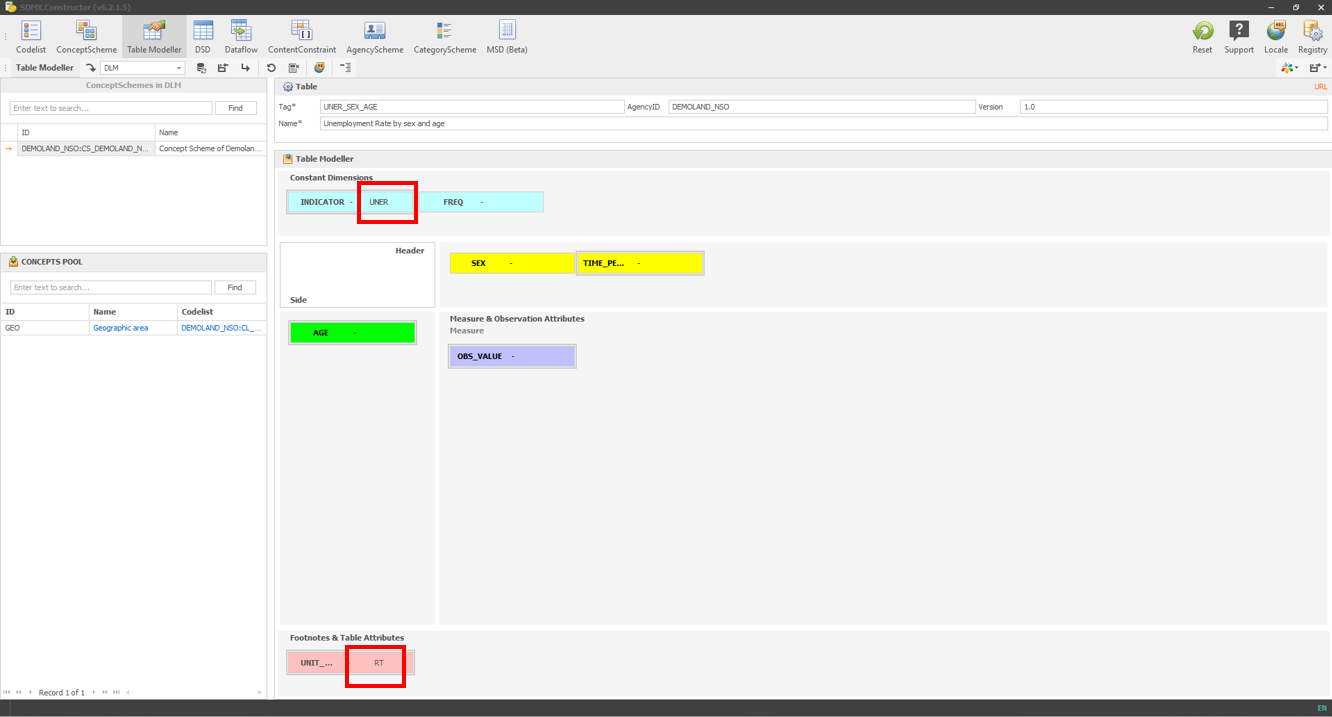 SDMX.Constructor (v6.2.1.5)
Codelist ConceptScheme Table Modeller DSD Dataflow ContentConstraint AgencyScheme CategoryScheme MSD (Beta) Reset Support Locale Registry
Table Modeller DLM
ConceptSchemes in DLM
Enter text to search... Find
ID Name
DEMOLAND_NSO:CS_DEMOLAND_N... Concept Scheme of Demolan...
CONCEPTS POOL
Enter text to search... Find
ID Name Codelist
GEO Geographic area DEMOLAND_NSO:CL_...
Record 1 of 1
Table URL
Tag* UNER_SEX_AGE AgencyID DEMOLAND_NSO Version 1.0
Name* Unemployment Rate by sex and age
Table Modeller
Constant Dimensions
INDICATOR - UNER FREQ -
Header
Side
SEX - TIME_PE... -
AGE -
Measure & Observation Attributes
Measure
OBS_VALUE -
Footnotes & Table Attributes
UNIT_... RT
EN